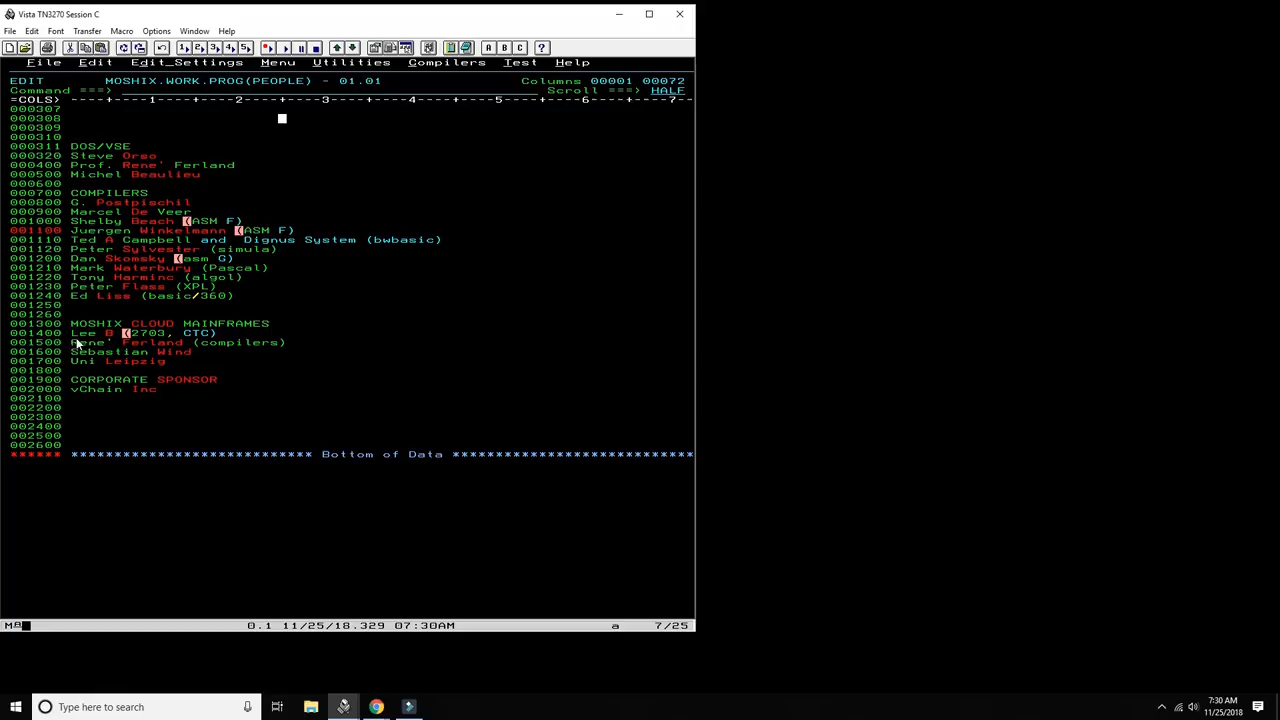 Vista TN3270 Session C
File Edit Font Transfer Macro Options Window Help
1 2 3 4 5 A B C ?
File Edit Edit_Settings Menu Utilities Compilers Test Help
EDIT MOSHIX.WORK.PROG(PEOPLE) - 01.01 Columns 00001 00072
Command ===> Scroll ===> HALF
=COLS> ----+----1----+----2----+----3----+----4----+----5----+----6----+----7--
000307
000308
000309
000310
000311 DOS/VSE
000320 Steve Orso
000400 Prof. Rene' Ferland
000500 Michel Beaulieu
000600
000700 COMPILERS
000800 G. Postpischil
000900 Marcel De Veer
001000 Shelby Beach (ASM F)
001100 Juergen Winkelmann (ASM F)
001110 Ted A Campbell and Dignus System (bwbasic)
001120 Peter Sylvester (simula)
001200 Dan Skomsky (asm G)
001210 Mark Waterbury (Pascal)
001220 Tony Harminc (algol)
001230 Peter Flass (XPL)
001240 Ed Liss (basic/360)
001250
001260
001300 MOSHIX CLOUD MAINFRAMES
001400 Lee B (2703, CTC)
001500 Rene' Ferland (compilers)
001600 Sebastian Wind
001700 Uni Leipzig
001800
001900 CORPORATE SPONSOR
002000 vChain Inc
002100
002200
002300
002400
002500
002600
****** **************************** Bottom of Data ****************************
0.1 11/25/18.329 07:30AM a 7/25
Type here to search
7:30 AM
11/25/2018